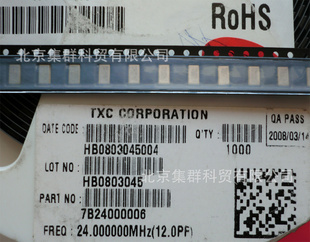 RoHS
北京集群科贸有限公司
TXC CORPORATION
DATE CODE :
Q'TY :
QA PASS
HB0803045004
1000
2008/03/14
LOT NO :
HB0803045
北京集群科贸有限公司
PART NO :
7B24000006
FREQ : 24.000000MHz(12.0PF)